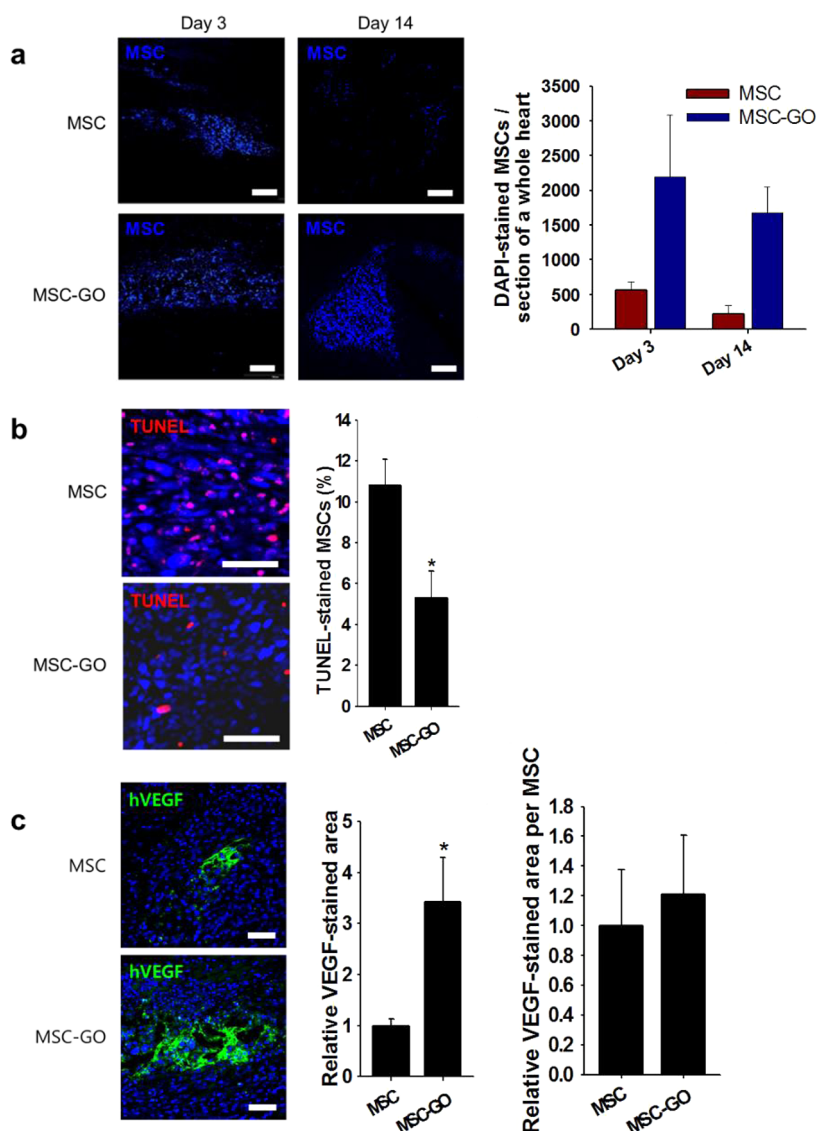 Day 3
Day 14
a
MSC
MSC
MSC
MSC-GO
MSC
MSC
DAPI-stained MSCs /
section of a whole heart
3500
3000
2500
2000
1500
1000
500
0
MSC
MSC-GO
Day 3
Day 14
b
MSC
TUNEL
MSC-GO
TUNEL
TUNEL-stained MSCs (%)
14
12
10
8
6
4
2
0
*
MSC
MSC-GO
c
MSC
hVEGF
MSC-GO
hVEGF
Relative VEGF-stained area
5
4
3
2
1
0
*
MSC
MSC-GO
Relative VEGF-stained area per MSC
1.8
1.6
1.4
1.2
1.0
0.8
0.6
0.4
0.2
0.0
MSC
MSC-GO